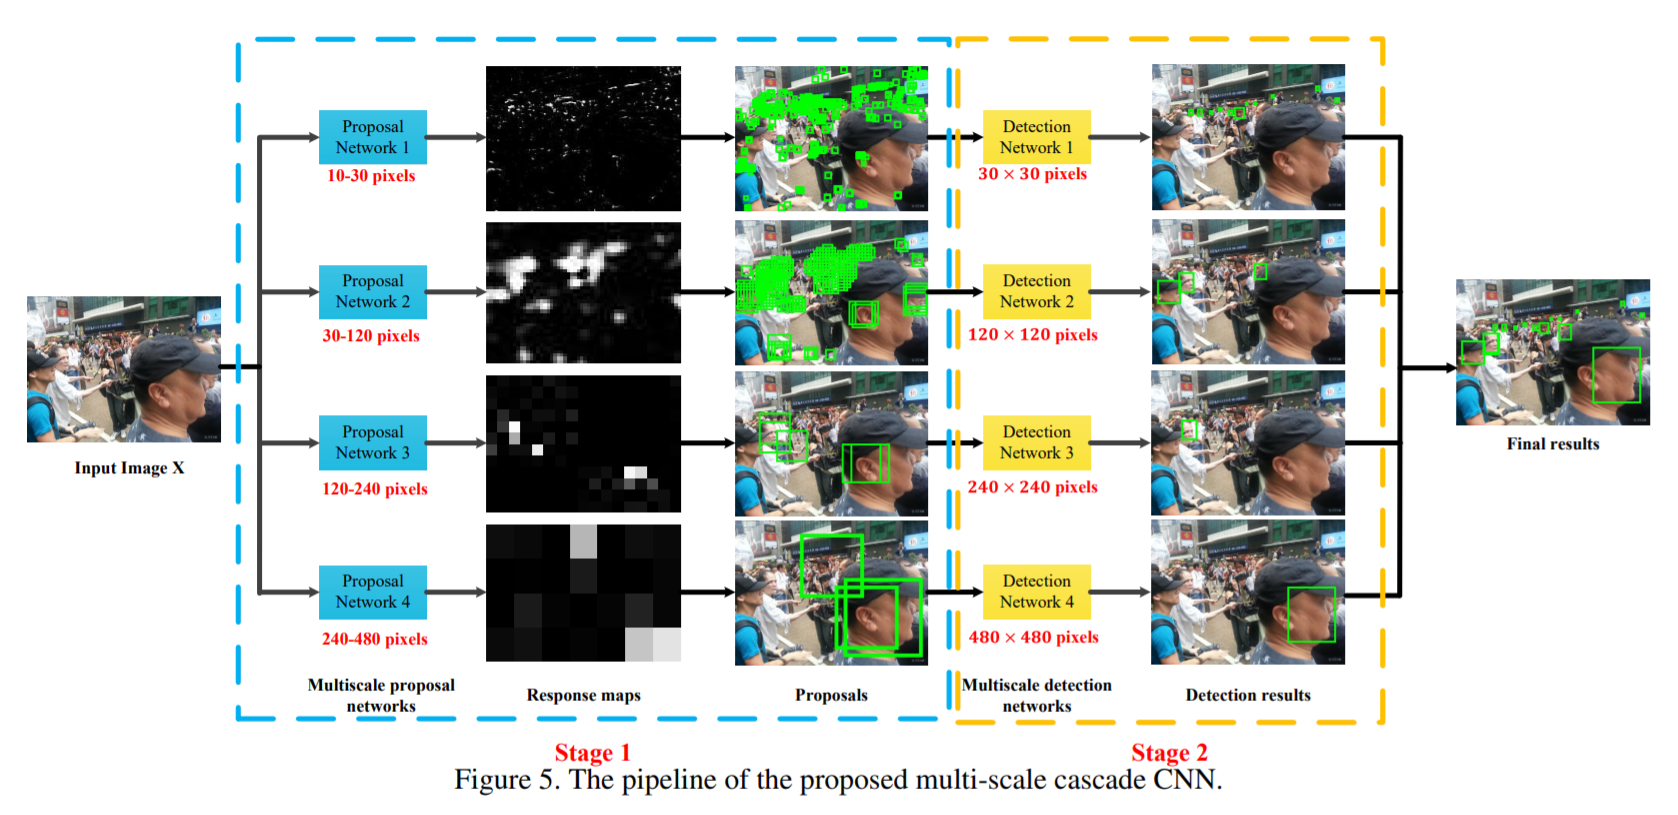 Input Image X
Proposal
Network 1
10-30 pixels
Proposal
Network 2
30-120 pixels
Proposal
Network 3
120-240 pixels
Proposal
Network 4
240-480 pixels
Multiscale proposal
networks
Response maps
Proposals
Detection
Network 1
30 × 30 pixels
Detection
Network 2
120 × 120 pixels
Detection
Network 3
240 × 240 pixels
Detection
Network 4
480 × 480 pixels
Multiscale detection
networks
Detection results
Final results
Stage 1
Stage 2
Figure 5. The pipeline of the proposed multi-scale cascade CNN.